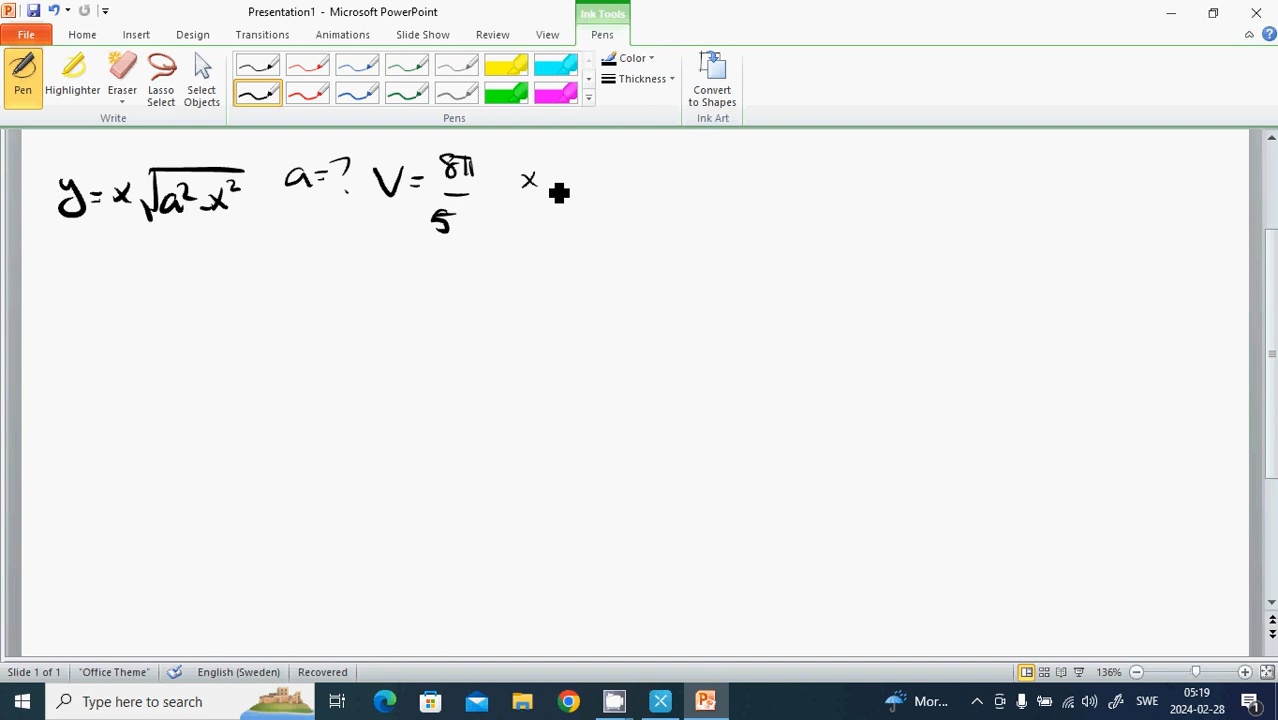 Presentation1 - Microsoft PowerPoint
Ink Tools
File Home Insert Design Transitions Animations Slide Show Review View Pens
Pen Highlighter Eraser Lasso Select Select Objects
Color
Thickness
Convert to Shapes
Write Pens Ink Art
y = x √(a² - x²) a = ? V = 8π/5 x
Slide 1 of 1 "Office Theme" English (Sweden) Recovered 136%
Type here to search
Mor... SWE 05:19 2024-02-28 1